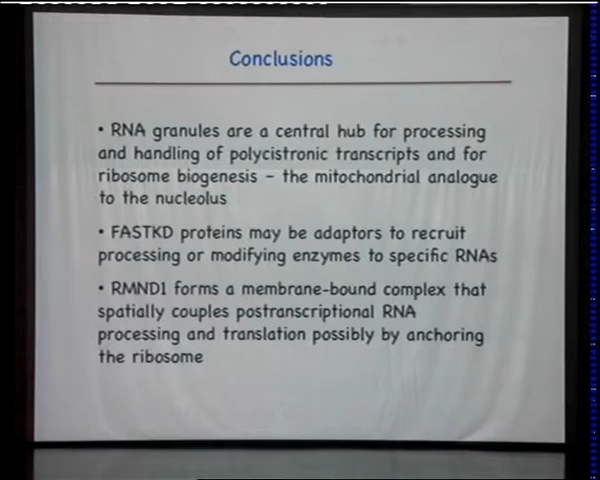 Conclusions
• RNA granules are a central hub for processing
and handling of polycistronic transcripts and for
ribosome biogenesis – the mitochondrial analogue
to the nucleolus
• FASTKD proteins may be adaptors to recruit
processing or modifying enzymes to specific RNAs
• RMND1 forms a membrane-bound complex that
spatially couples postranscriptional RNA
processing and translation possibly by anchoring
the ribosome